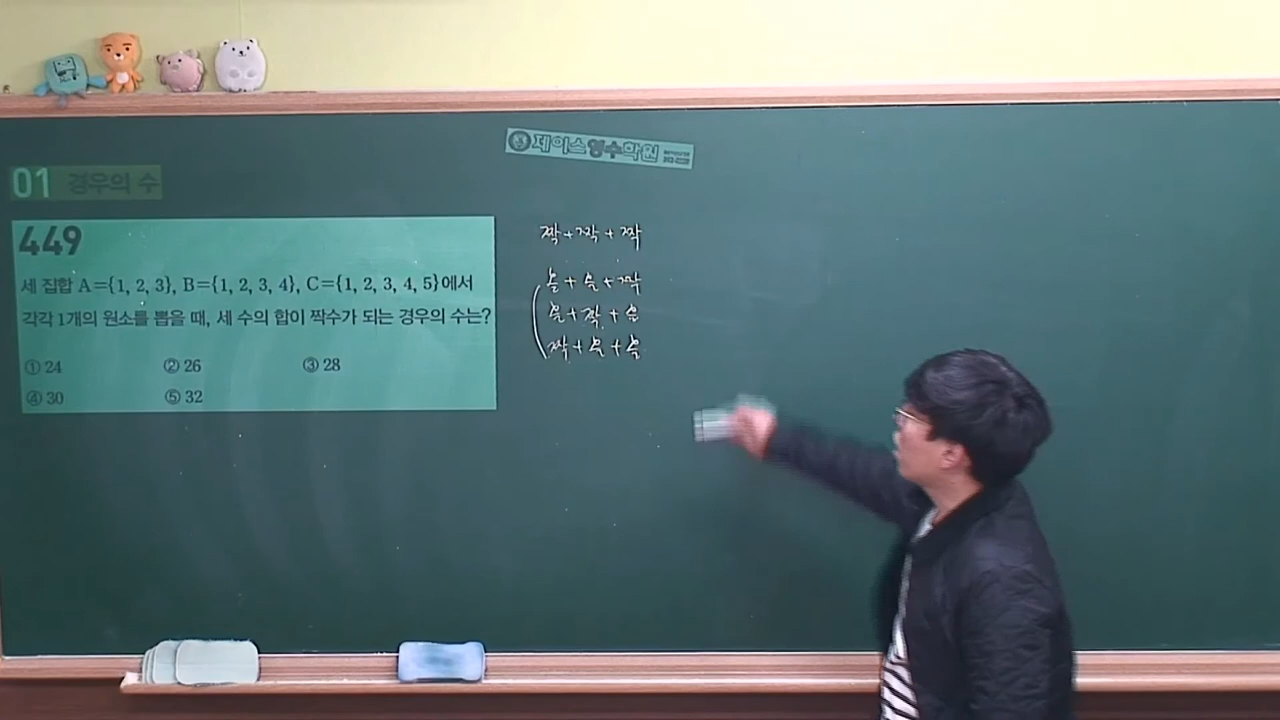 제이스영수학원
01 경우의 수
449
세 집합 A={1, 2, 3}, B={1, 2, 3, 4}, C={1, 2, 3, 4, 5}에서
각각 1개의 원소를 뽑을 때, 세 수의 합이 짝수가 되는 경우의 수는?
① 24 ② 26 ③ 28
④ 30 ⑤ 32
짝+짝+짝
홀+홀+짝
홀+짝+홀
짝+홀+홀